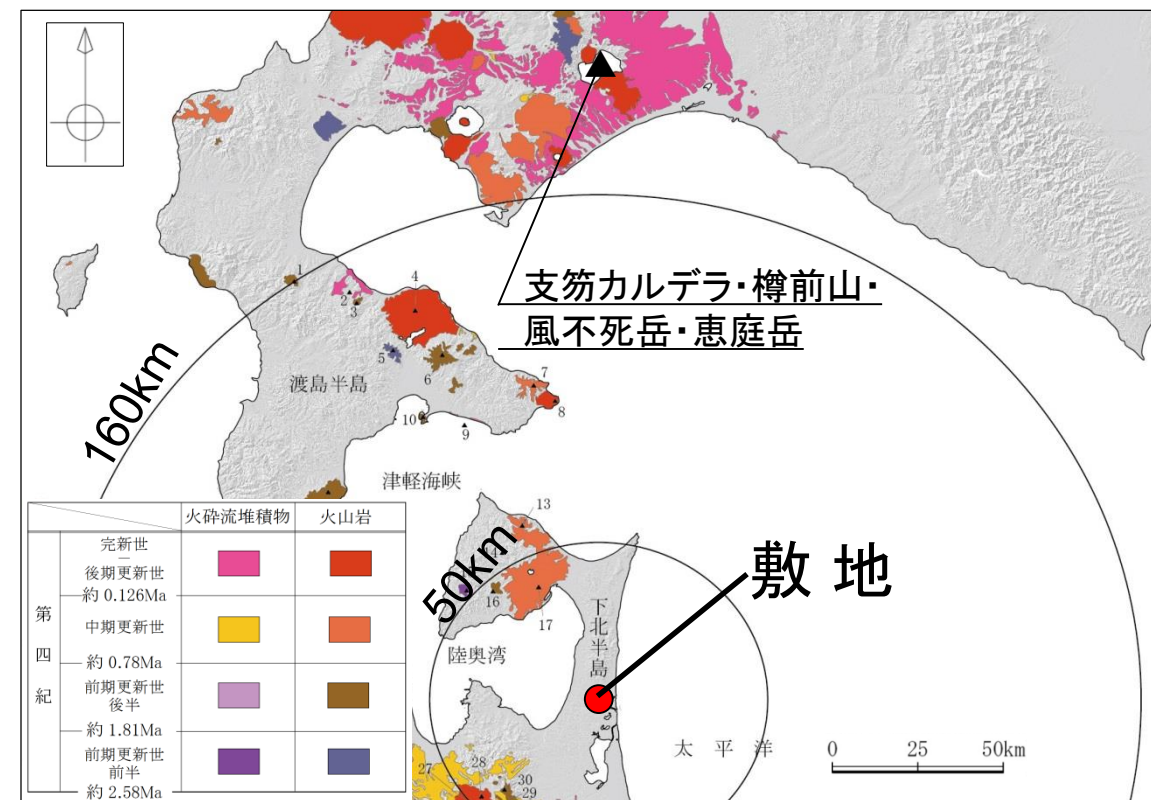 支笏カルデラ・樽前山・
風不死岳・恵庭岳
160km
1
2
3
4
5
6
7
8
9
10
渡島半島
津軽海峡
13
50km
16
17
下北半島
陸奥湾
敷 地
太 平 洋
0 25 50km
27
28
30
29
火砕流堆積物 火山岩
第四紀
完新世
―
後期更新世
約 0.126Ma
中期更新世
約 0.78Ma
前期更新世
後半
約 1.81Ma
前期更新世
前半
約 2.58Ma